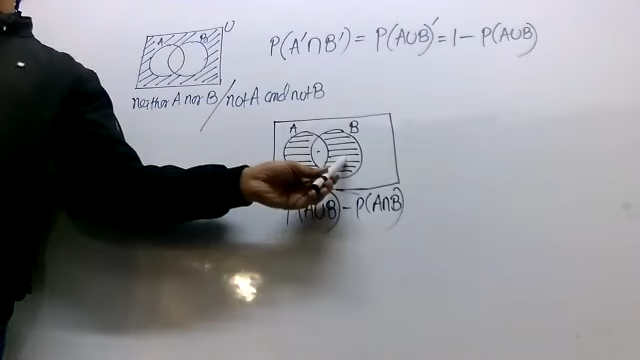 U
A B
P(A'∩B') = P(A∪B)' = 1 - P(A∪B)
neither A nor B / not A and not B
A B
P(A∪B) - P(A∩B)